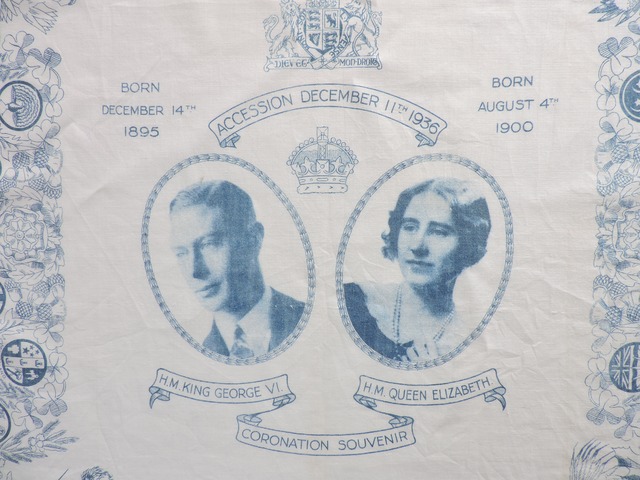 DIEV ET MON DROIT
BORN
DECEMBER 14TH
1895
ACCESSION DECEMBER 11TH 1936
BORN
AUGUST 4TH
1900
H.M. KING GEORGE VI.
H.M. QUEEN ELIZABETH.
CORONATION SOUVENIR